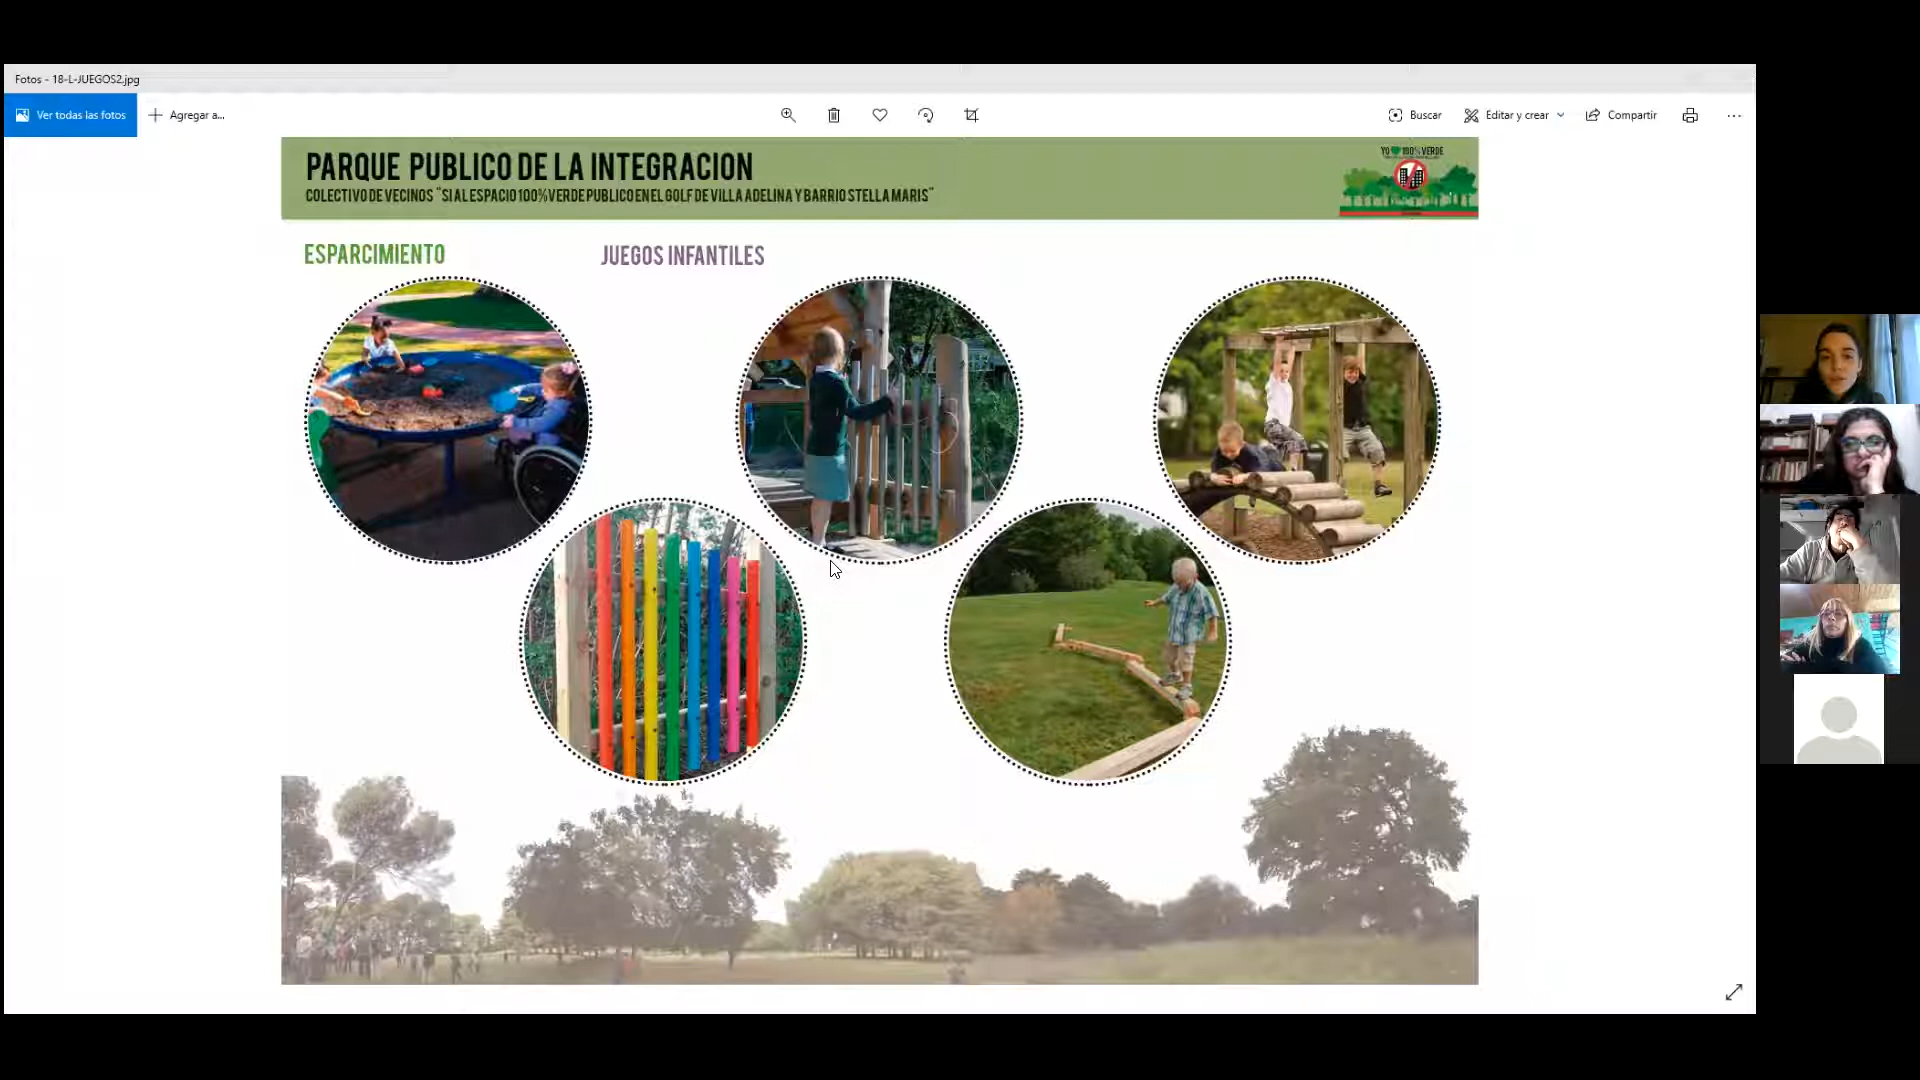 Fotos - 18-L-JUEGOS2.jpg
Ver todas las fotos
Agregar a...
Buscar
Editar y crear
Compartir
PARQUE PUBLICO DE LA INTEGRACION
COLECTIVO DE VECINOS "SI AL ESPACIO 100% VERDE PUBLICO EN EL GOLF DE VILLA ADELINA Y BARRIO STELLA MARIS"
YO 100% VERDE
ESPARCIMIENTO
JUEGOS INFANTILES